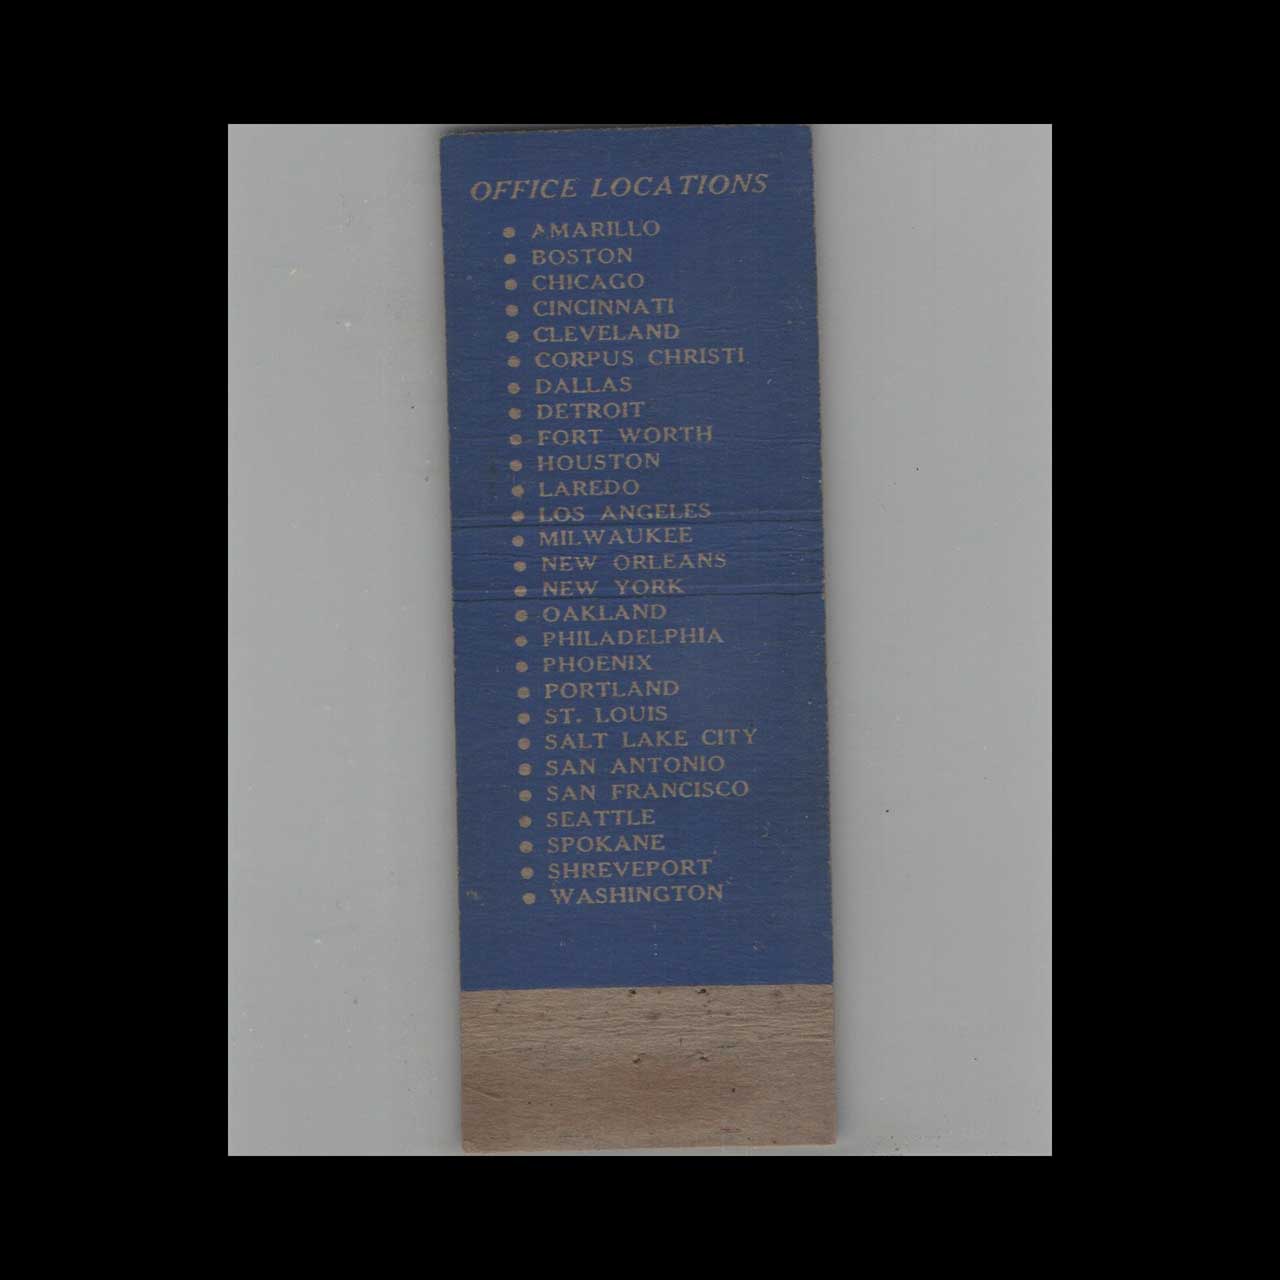 OFFICE LOCATIONS
• AMARILLO
• BOSTON
• CHICAGO
• CINCINNATI
• CLEVELAND
• CORPUS CHRISTI
• DALLAS
• DETROIT
• FORT WORTH
• HOUSTON
• LAREDO
• LOS ANGELES
• MILWAUKEE
• NEW ORLEANS
• NEW YORK
• OAKLAND
• PHILADELPHIA
• PHOENIX
• PORTLAND
• ST. LOUIS
• SALT LAKE CITY
• SAN ANTONIO
• SAN FRANCISCO
• SEATTLE
• SPOKANE
• SHREVEPORT
• WASHINGTON